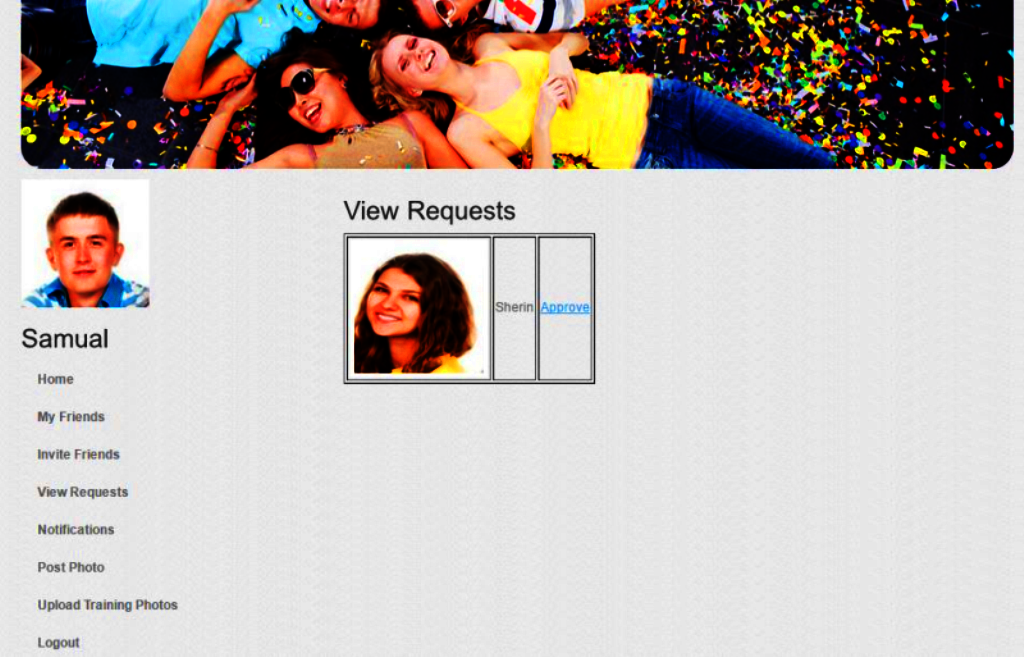 View Requests
Sherin Approve
Samual
Home
My Friends
Invite Friends
View Requests
Notifications
Post Photo
Upload Training Photos
Logout